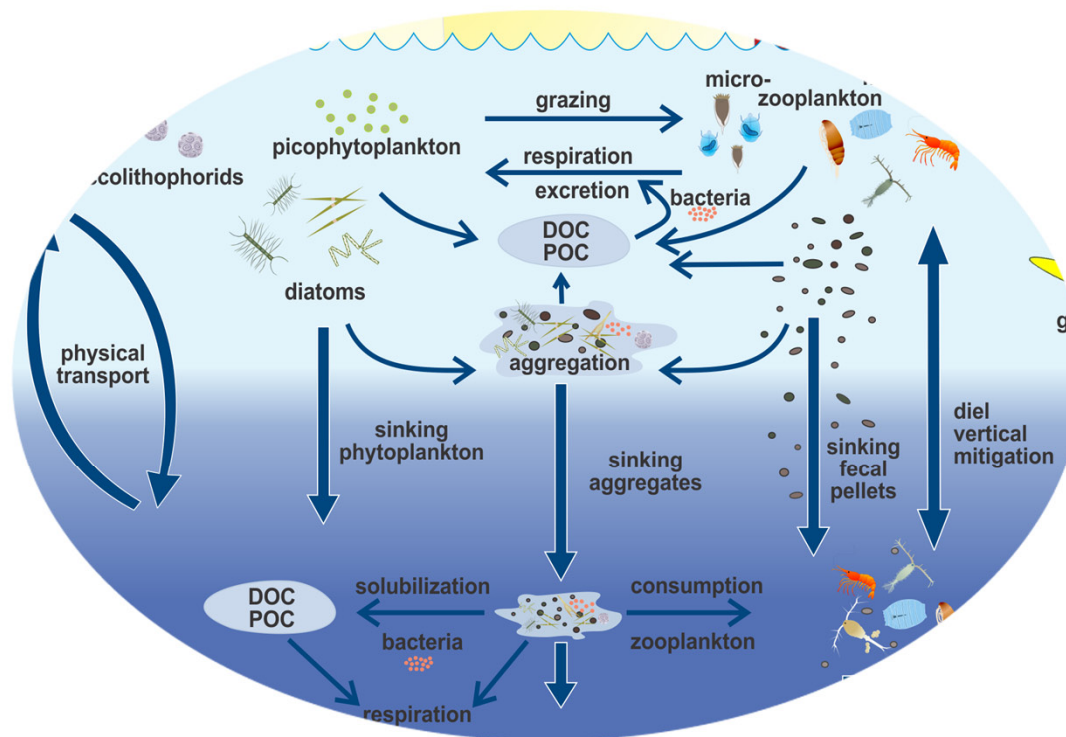 micro-
zooplankton
grazing
picophytoplankton
respiration
excretion
bacteria
colithophorids
DOC
POC
diatoms
aggregation
physical
transport
sinking
phytoplankton
sinking
aggregates
sinking
fecal
pellets
diel
vertical
mitigation
g
solubilization
consumption
DOC
POC
bacteria
zooplankton
respiration